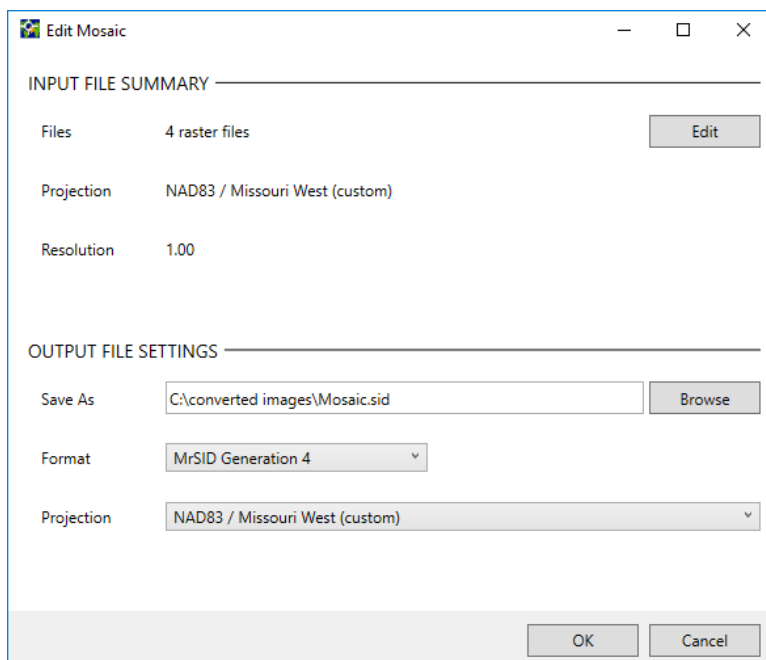 Edit Mosaic
INPUT FILE SUMMARY
Files 4 raster files Edit
Projection NAD83 / Missouri West (custom)
Resolution 1.00
OUTPUT FILE SETTINGS
Save As C:\converted images\Mosaic.sid Browse
Format MrSID Generation 4
Projection NAD83 / Missouri West (custom)
OK Cancel